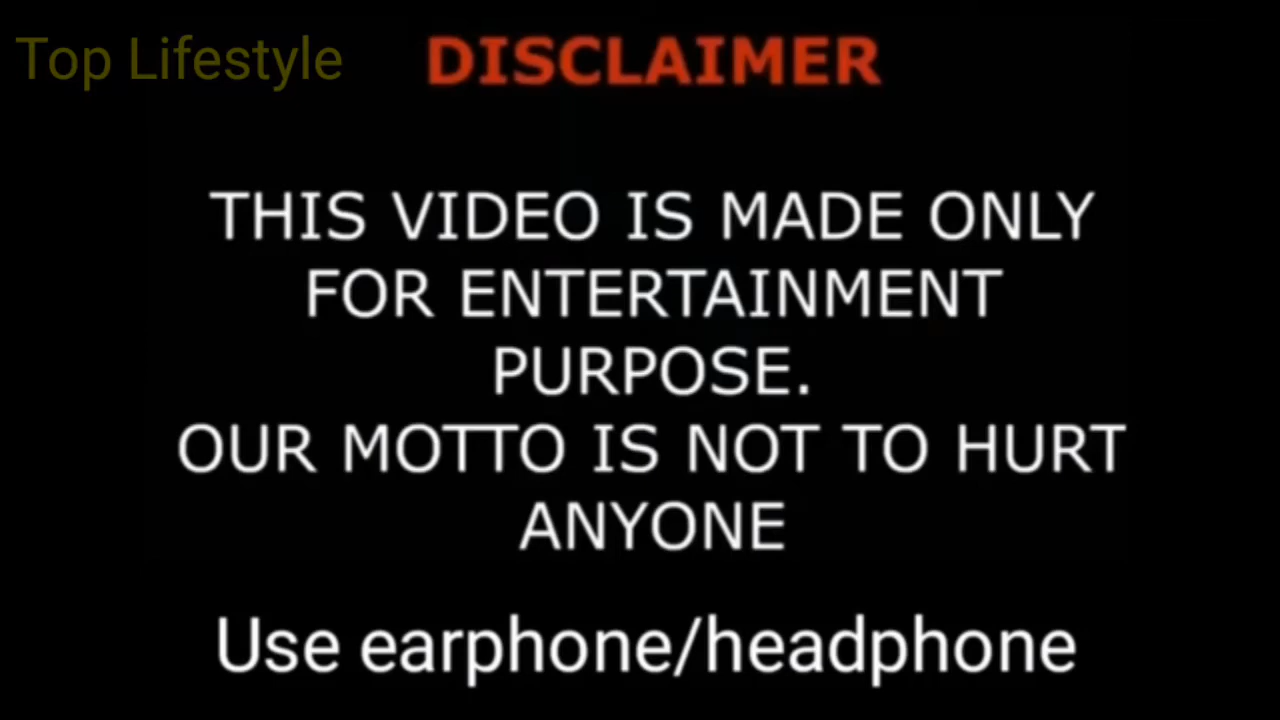 Top Lifestyle
DISCLAIMER
THIS VIDEO IS MADE ONLY
FOR ENTERTAINMENT
PURPOSE.
OUR MOTTO IS NOT TO HURT
ANYONE
Use earphone/headphone